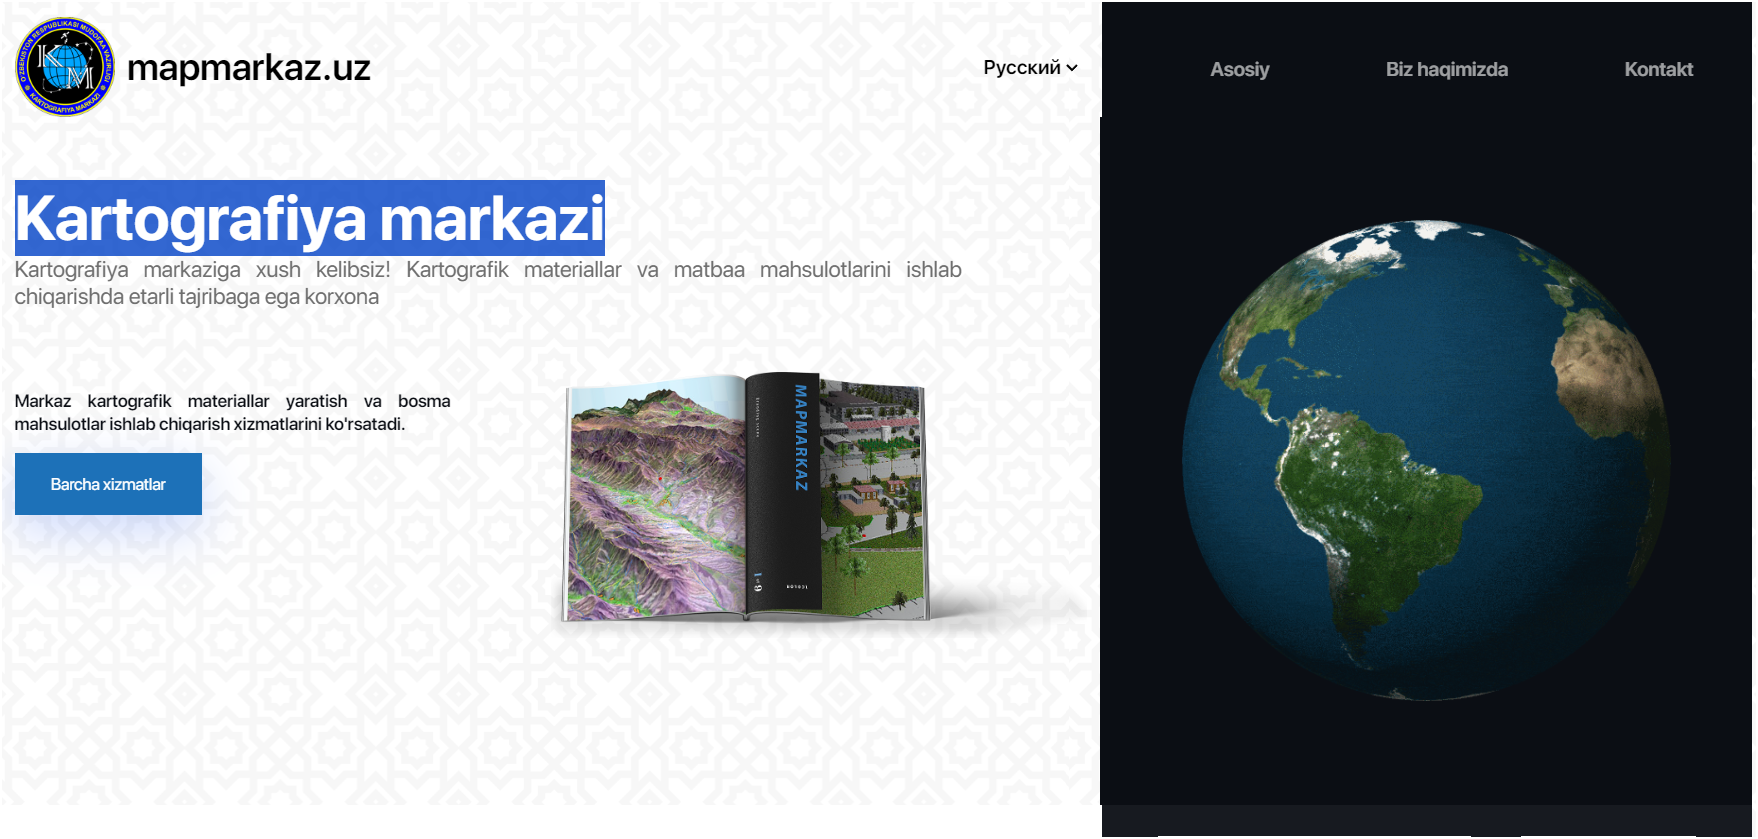 O'ZBEKISTON RESPUBLIKASI MUDOFAA VAZIRLIGI
KM
KARTOGRAFIYA MARKAZI
mapmarkaz.uz
Русский
Asosiy
Biz haqimizda
Kontakt
Kartografiya markazi
Kartografiya markaziga xush kelibsiz! Kartografik materiallar va matbaa mahsulotlarini ishlab
chiqarishda etarli tajribaga ega korxona
Markaz kartografik materiallar yaratish va bosma
mahsulotlar ishlab chiqarish xizmatlarini ko'rsatadi.
Barcha xizmatlar
MAPMARKAZ